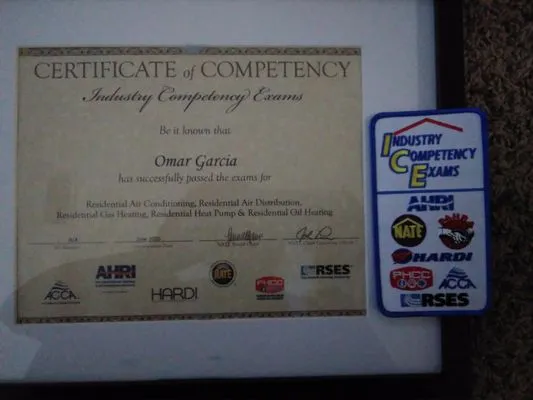 CERTIFICATE of COMPETENCY
Industry Competency Exams
Be it known that
Omar Garcia
has successfully passed the exams for
Residential Air Conditioning, Residential Air Distribution,
Residential Gas Heating, Residential Heat Pump & Residential Oil Heating
ACCA
AHRI
HARDI
NATE
PHCC
RSES
INDUSTRY
COMPETENCY
EXAMS
AHRI
NATE
HARDI
PHCC
ACCA
RSES